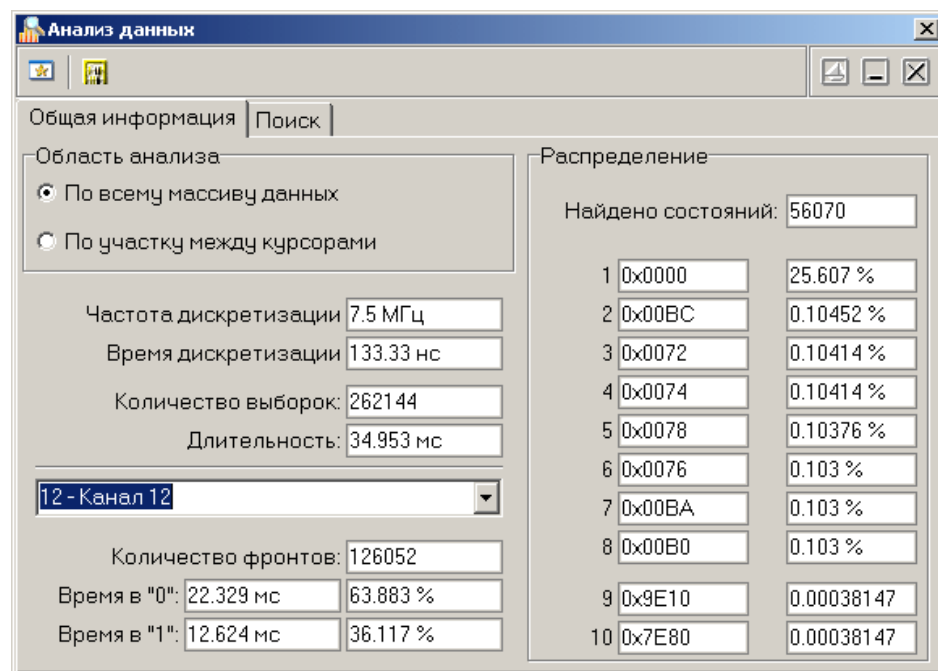 Анализ данных
Общая информация Поиск
Область анализа
По всему массиву данных
По участку между курсорами
Частота дискретизации 7.5 МГц
Время дискретизации 133.33 нс
Количество выборок: 262144
Длительность: 34.953 мс
12 - Канал 12
Количество фронтов: 126052
Время в "0": 22.329 мс 63.883 %
Время в "1": 12.624 мс 36.117 %
Распределение
Найдено состояний: 56070
1 0x0000 25.607 %
2 0x00BC 0.10452 %
3 0x0072 0.10414 %
4 0x0074 0.10414 %
5 0x0078 0.10376 %
6 0x0076 0.103 %
7 0x00BA 0.103 %
8 0x00B0 0.103 %
9 0x9E10 0.00038147
10 0x7E80 0.00038147